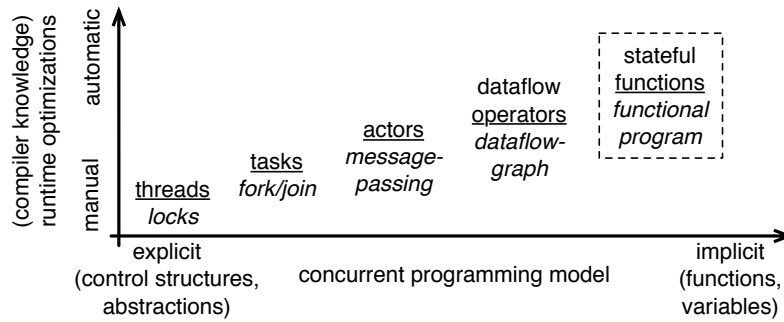 (compiler knowledge)
runtime optimizations
automatic
manual
threads
locks
tasks
fork/join
actors
message-
passing
dataflow
operators
dataflow-
graph
stateful
functions
functional
program
explicit
(control structures,
abstractions)
concurrent programming model
implicit
(functions,
variables)